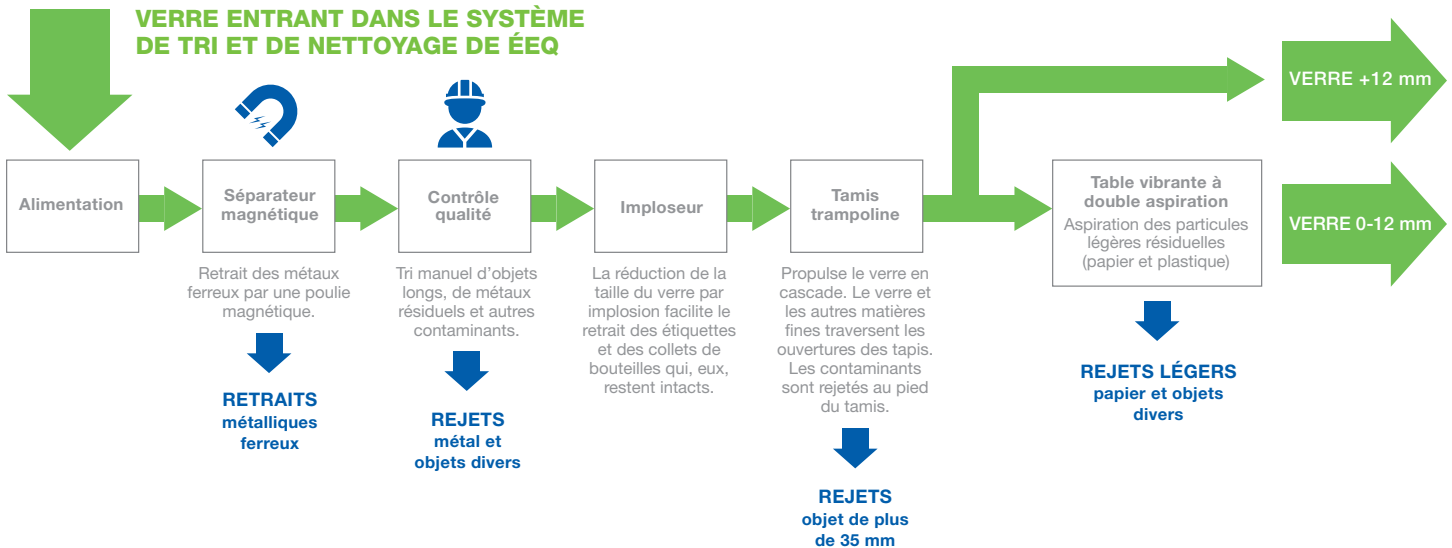 VERRE ENTRANT DANS LE SYSTÈME
DE TRI ET DE NETTOYAGE DE ÉEQ
VERRE +12 mm
Alimentation
Séparateur
magnétique
Retrait des métaux
ferreux par une poulie
magnétique.
RETRAITS
métalliques
ferreux
Contrôle
qualité
Tri manuel d’objets
longs, de métaux
résiduels et autres
contaminants.
REJETS
métal et
objets divers
Imploseur
La réduction de la
taille du verre par
implosion facilite le
retrait des étiquettes
et des collets de
bouteilles qui, eux,
restent intacts.
Tamis
trampoline
Propulse le verre en
cascade. Le verre et
les autres matières
fines traversent les
ouvertures des tapis.
Les contaminants
sont rejetés au pied
du tamis.
REJETS
objet de plus
de 35 mm
Table vibrante à
double aspiration
Aspiration des particules
légères résiduelles
(papier et plastique)
REJETS LÉGERS
papier et objets
divers
VERRE 0-12 mm